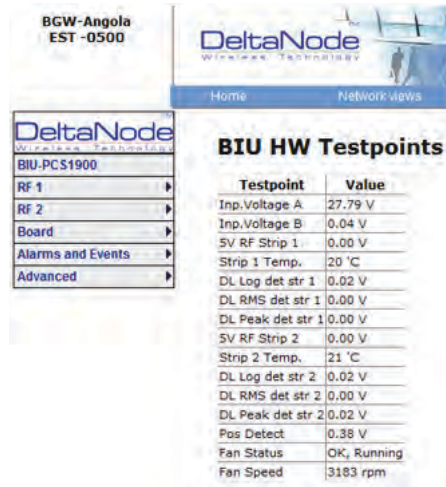 BGW-Angola
EST -0500
DeltaNode
Wireless Technology
Home
Network views
DeltaNode
Wireless Technology
BIU-PCS1900
RF 1
RF 2
Board
Alarms and Events
Advanced
BIU HW Testpoints
Testpoint Value
Inp.Voltage A 27.79 V
Inp.Voltage B 0.04 V
5V RF Strip 1 0.00 V
Strip 1 Temp. 20 °C
DL Log det str 1 0.02 V
DL RMS det str 1 0.00 V
DL Peak det str 1 0.00 V
5V RF Strip 2 0.00 V
Strip 2 Temp. 21 °C
DL Log det str 2 0.02 V
DL RMS det str 2 0.00 V
DL Peak det str 2 0.02 V
Pos Detect 0.38 V
Fan Status OK, Running
Fan Speed 3183 rpm